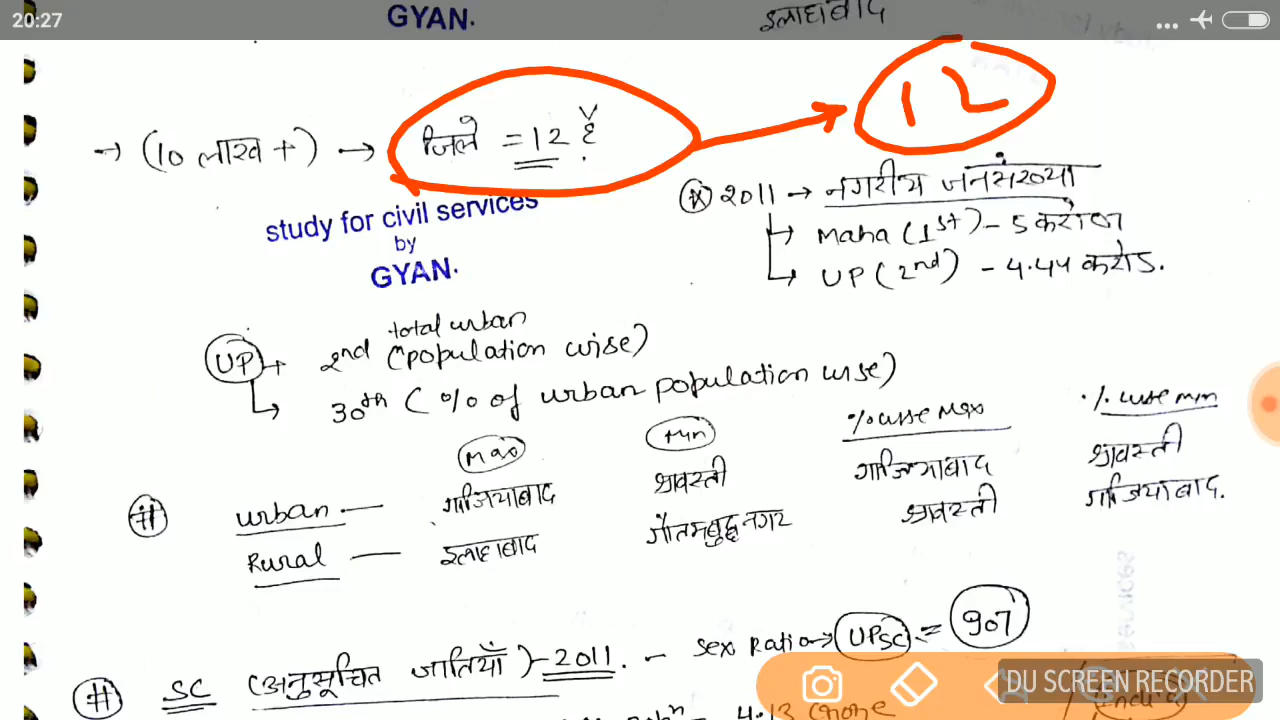 20:27
GYAN.
इलाहाबाद
→ (10 लाख +) → जिले = 12 है → 12
study for civil services
by
GYAN.
2011 → नगरीय जनसंख्या
→ Maha (1st) - 5 करोड
→ UP (2nd) - 4.44 करोड.
UP → 2nd (total urban population wise)
→ 30th (% of urban population wise)
Max Min % wise Max % wise min
# urban — गाजियाबाद श्रावस्ती गाजियाबाद श्रावस्ती
Rural — इलाहाबाद गौतमबुद्ध नगर श्रावस्ती गाजियाबाद.
# SC (अनुसूचित जातियाँ) - 2011. - Sex Ratio → UPSC = 907
DU SCREEN RECORDER
4.13 crore